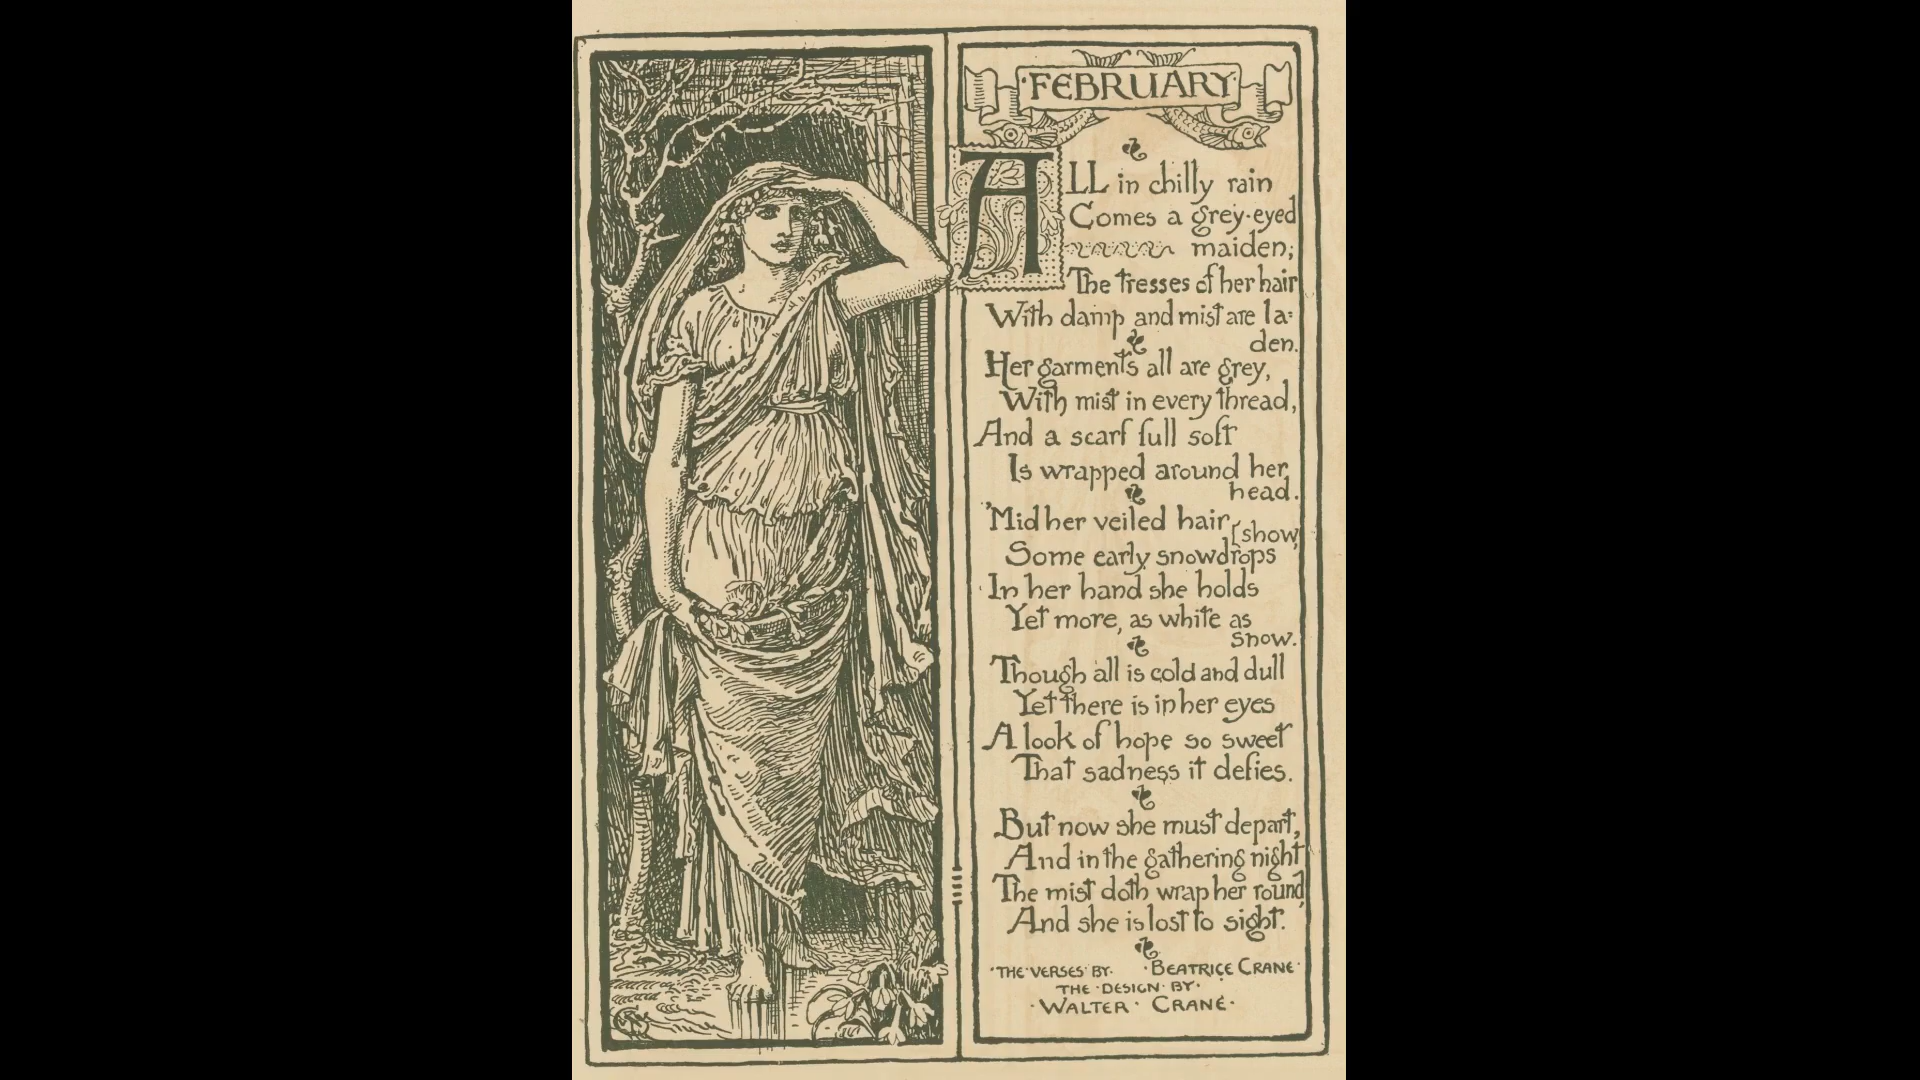 ·FEBRUARY·
ALL in chilly rain
Comes a grey-eyed
maiden;
The tresses of her hair
With damp and mist are la=
den.
Her garments all are grey,
With mist in every thread,
And a scarf full soft
Is wrapped around her
head.
'Mid her veiled hair
[show,
Some early snowdrops
In her hand she holds
Yet more, as white as
snow.
Though all is cold and dull
Yet there is in her eyes
A look of hope so sweet
That sadness it defies.
But now she must depart,
And in the gathering night
The mist doth wrap her round,
And she is lost to sight.
·THE·VERSES·BY· ·BEATRICE CRANE·
THE·DESIGN·BY·
·WALTER·CRANE·